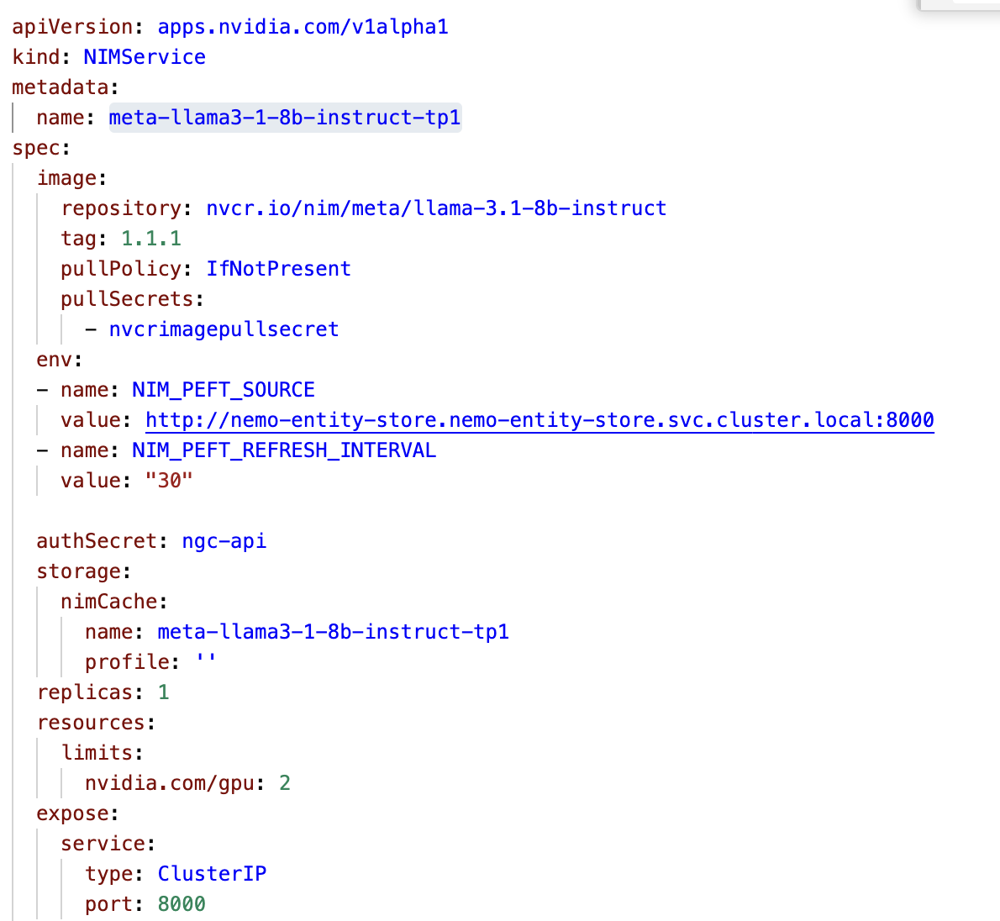 apiVersion: apps.nvidia.com/v1alpha1
kind: NIMService
metadata:
  name: meta-llama3-1-8b-instruct-tp1
spec:
  image:
    repository: nvcr.io/nim/meta/llama-3.1-8b-instruct
    tag: 1.1.1
    pullPolicy: IfNotPresent
    pullSecrets:
      - nvcrimagepullsecret
  env:
  - name: NIM_PEFT_SOURCE
    value: http://nemo-entity-store.nemo-entity-store.svc.cluster.local:8000
  - name: NIM_PEFT_REFRESH_INTERVAL
    value: "30"

  authSecret: ngc-api
  storage:
    nimCache:
      name: meta-llama3-1-8b-instruct-tp1
      profile: ''
  replicas: 1
  resources:
    limits:
      nvidia.com/gpu: 2
  expose:
    service:
      type: ClusterIP
      port: 8000